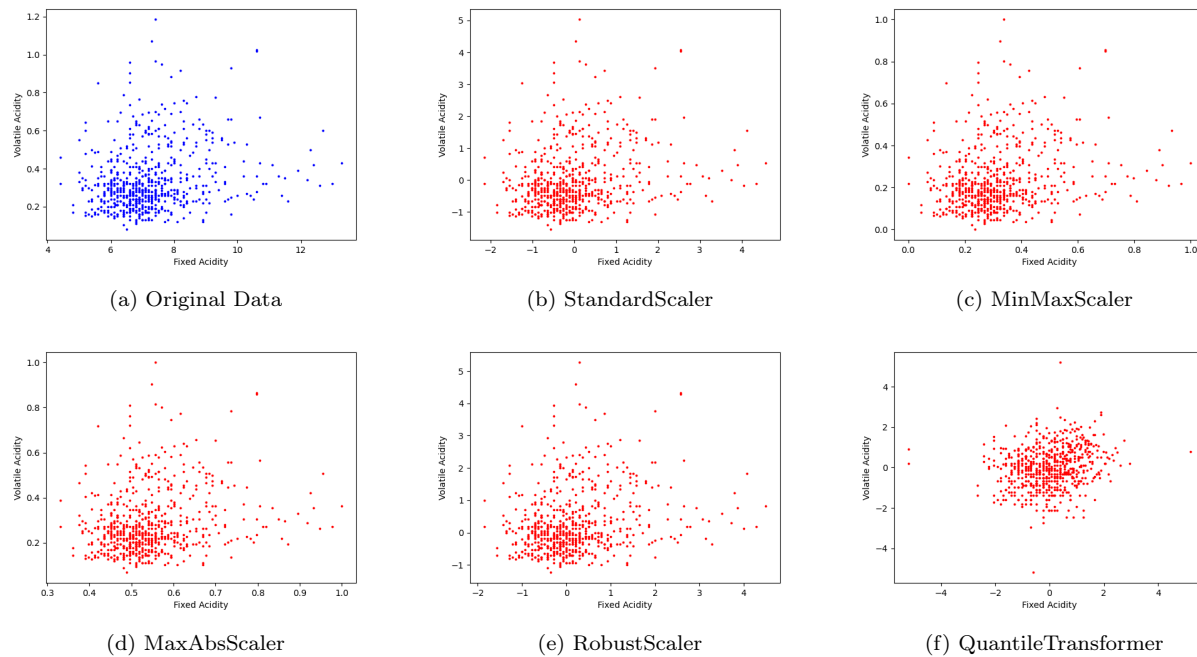 1.2
1.0
0.8
0.6
0.4
0.2
Volatile Acidity
4 6 8 10 12
Fixed Acidity
(a) Original Data
5
4
3
2
1
0
−1
Volatile Acidity
−2 −1 0 1 2 3 4
Fixed Acidity
(b) StandardScaler
1.0
0.8
0.6
0.4
0.2
0.0
Volatile Acidity
0.0 0.2 0.4 0.6 0.8 1.0
Fixed Acidity
(c) MinMaxScaler
1.0
0.8
0.6
0.4
0.2
Volatile Acidity
0.3 0.4 0.5 0.6 0.7 0.8 0.9 1.0
Fixed Acidity
(d) MaxAbsScaler
5
4
3
2
1
0
−1
Volatile Acidity
−2 −1 0 1 2 3 4
Fixed Acidity
(e) RobustScaler
4
2
0
−2
−4
Volatile Acidity
−4 −2 0 2 4
Fixed Acidity
(f) QuantileTransformer